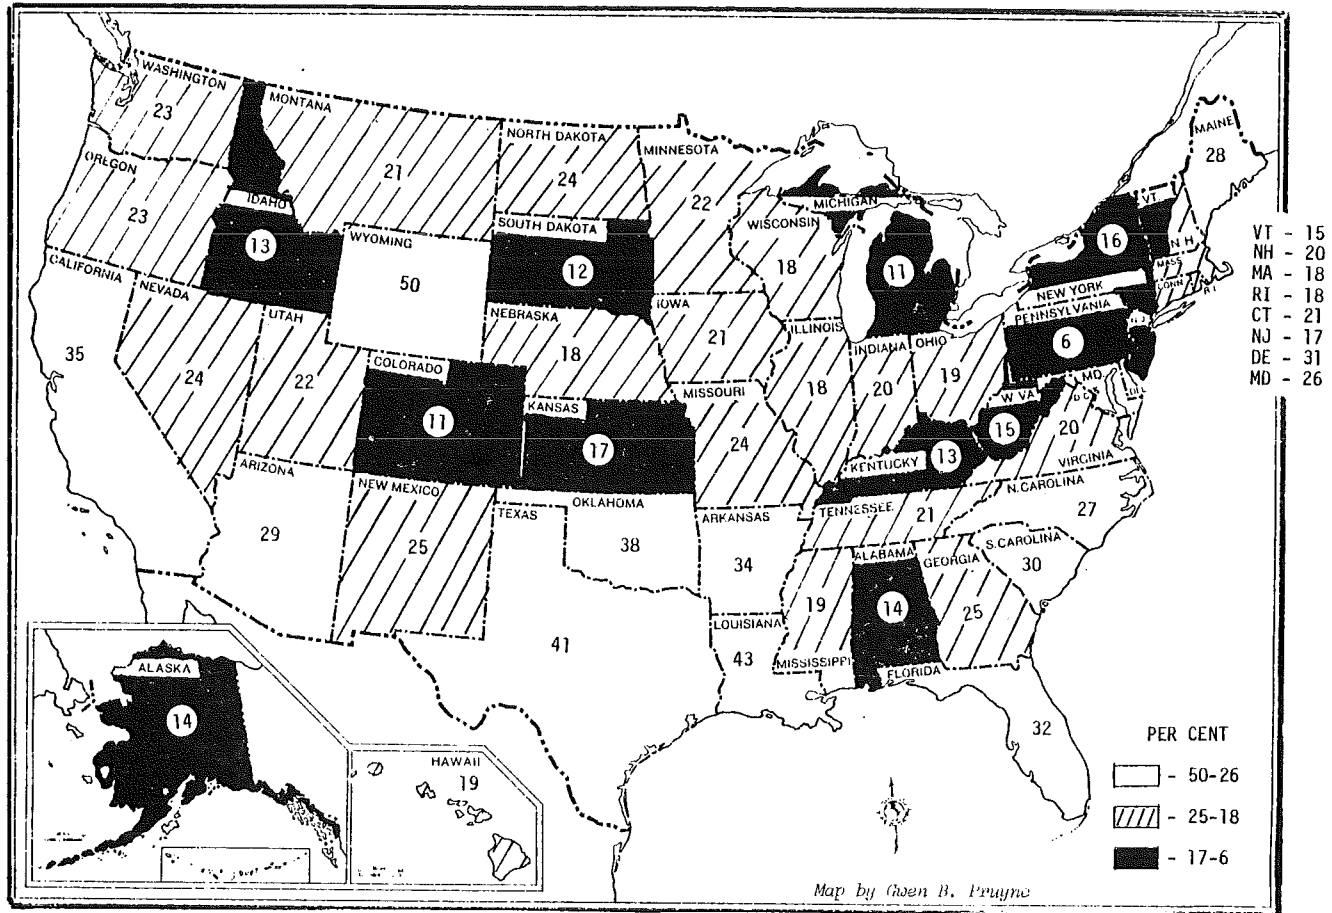 WASHINGTON
23
MONTANA
21
NORTH DAKOTA
24
MINNESOTA
22
MAINE
28
OREGON
23
IDAHO
13
WYOMING
50
SOUTH DAKOTA
12
WISCONSIN
18
MICHIGAN
11
NEW YORK
16
VT.
N H
MASS
CONN
R I
VT - 15
NH - 20
MA - 18
RI - 18
CT - 21
NJ - 17
DE - 31
MD - 26
CALIFORNIA
35
NEVADA
24
UTAH
22
COLORADO
11
NEBRASKA
18
IOWA
21
ILLINOIS
18
INDIANA
20
OHIO
19
PENNSYLVANIA
6
N J
MD.
DEL
D C
W VA
15
VIRGINIA
20
KANSAS
17
MISSOURI
24
KENTUCKY
13
ARIZONA
29
NEW MEXICO
25
TEXAS
41
OKLAHOMA
38
ARKANSAS
34
TENNESSEE
21
N. CAROLINA
27
S. CAROLINA
30
LOUISIANA
43
MISSISSIPPI
19
ALABAMA
14
GEORGIA
25
FLORIDA
32
ALASKA
14
HAWAII
19
PER CENT
- 50-26
- 25-18
- 17-6
Map by Gwen B. Pruyne